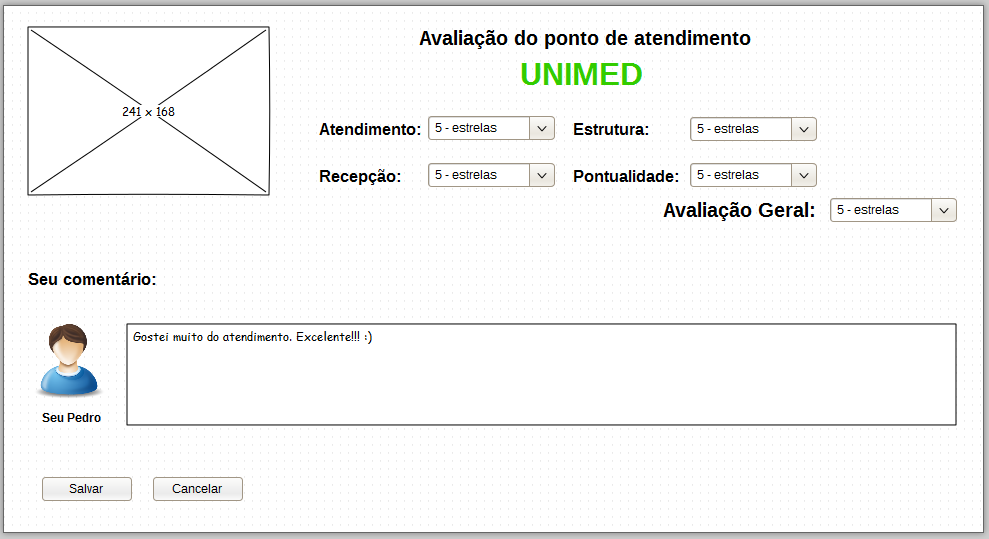 Avaliação do ponto de atendimento
UNIMED
241 x 168
Atendimento: 5 - estrelas Estrutura: 5 - estrelas
Recepção: 5 - estrelas Pontualidade: 5 - estrelas
Avaliação Geral: 5 - estrelas
Seu comentário:
Gostei muito do atendimento. Excelente!!! :)
Seu Pedro
Salvar Cancelar